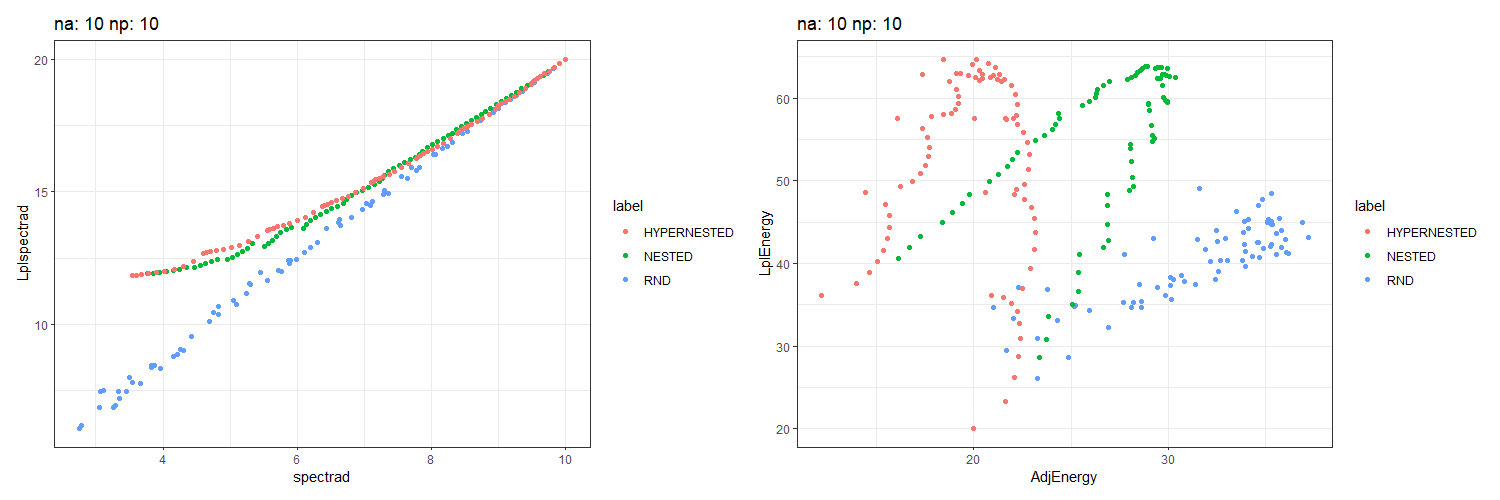 na: 10 np: 10
20
15
10
Lplspectrad
4
6
8
10
spectrad
label
HYPERNESTED
NESTED
RND
na: 10 np: 10
60
50
40
30
20
LplEnergy
20
30
AdjEnergy
label
HYPERNESTED
NESTED
RND